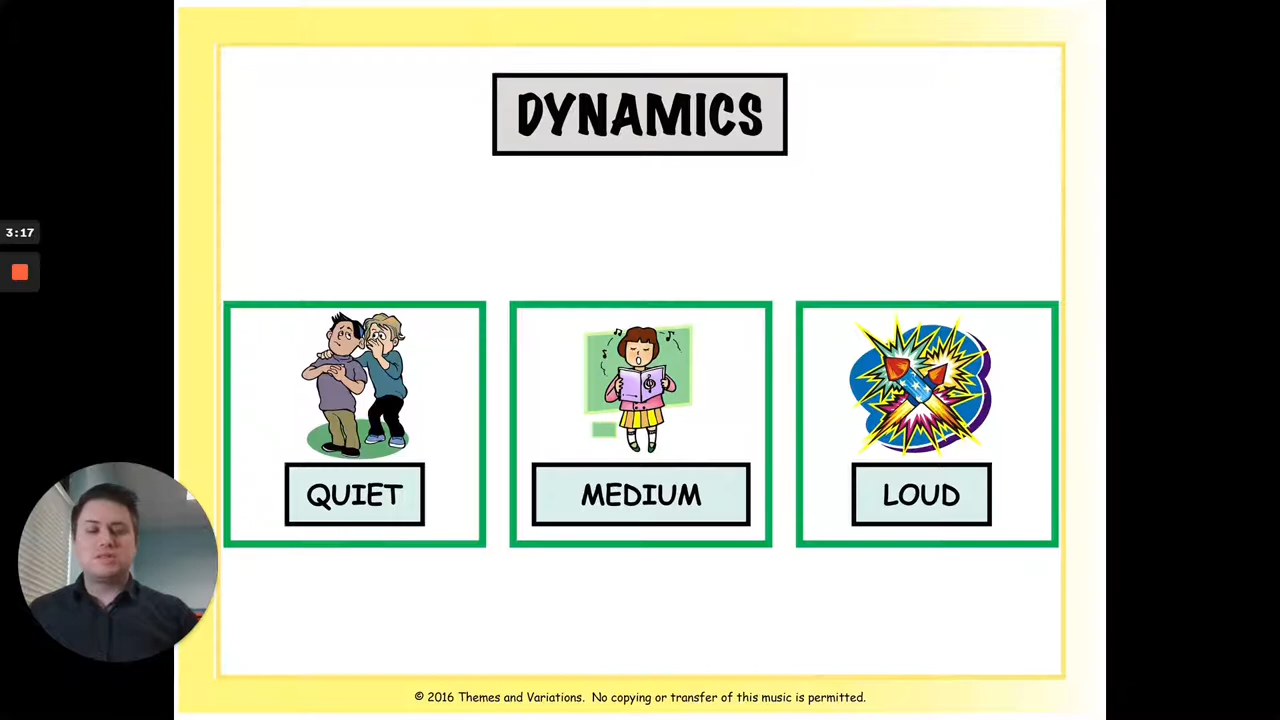 DYNAMICS
3:17
QUIET
MEDIUM
LOUD
© 2016 Themes and Variations. No copying or transfer of this music is permitted.